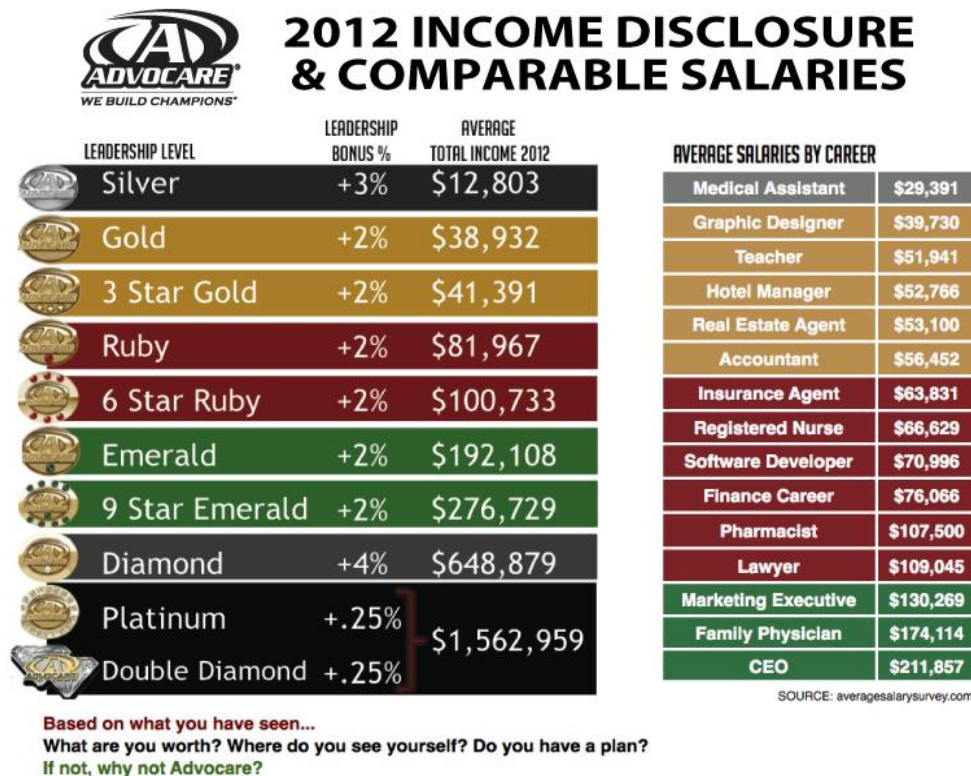 ADVOCARE®
WE BUILD CHAMPIONS®
2012 INCOME DISCLOSURE
& COMPARABLE SALARIES
LEADERSHIP LEVEL LEADERSHIP BONUS % AVERAGE TOTAL INCOME 2012
Silver +3% $12,803
Gold +2% $38,932
3 Star Gold +2% $41,391
Ruby +2% $81,967
6 Star Ruby +2% $100,733
Emerald +2% $192,108
9 Star Emerald +2% $276,729
Diamond +4% $648,879
Platinum +.25%
$1,562,959
Double Diamond +.25%
AVERAGE SALARIES BY CAREER
Medical Assistant $29,391
Graphic Designer $39,730
Teacher $51,941
Hotel Manager $52,766
Real Estate Agent $53,100
Accountant $56,452
Insurance Agent $63,831
Registered Nurse $66,629
Software Developer $70,996
Finance Career $76,066
Pharmacist $107,500
Lawyer $109,045
Marketing Executive $130,269
Family Physician $174,114
CEO $211,857
SOURCE: averagesalarysurvey.com
Based on what you have seen...
What are you worth? Where do you see yourself? Do you have a plan?
If not, why not Advocare?